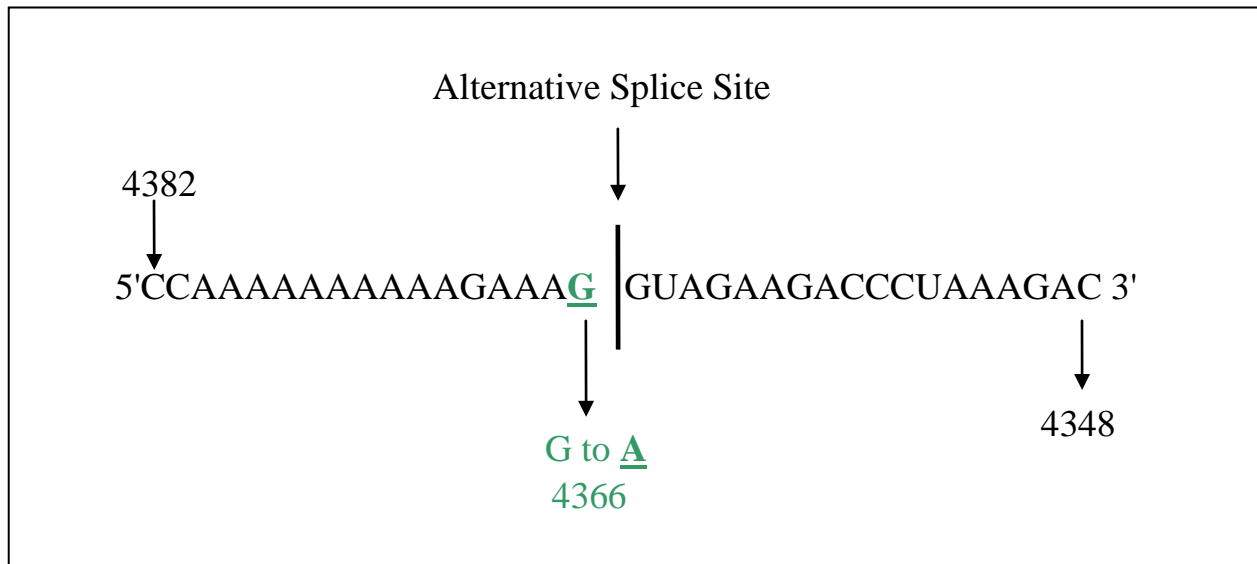 Alternative Splice Site
4382
5'CCAAAAAAAAAAGAAAG GUAGAAGACCCUAAAGAC 3'
4348
G to A
4366